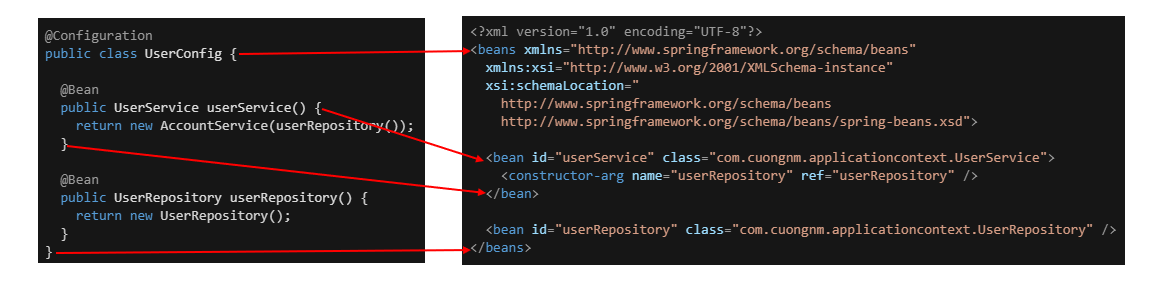 @Configuration
public class UserConfig {
@Bean
public UserService userService() {
return new AccountService(userRepository());
}
@Bean
public UserRepository userRepository() {
return new UserRepository();
}
}
<?xml version="1.0" encoding="UTF-8"?>
<beans xmlns="http://www.springframework.org/schema/beans"
xmlns:xsi="http://www.w3.org/2001/XMLSchema-instance"
xsi:schemaLocation="
http://www.springframework.org/schema/beans
http://www.springframework.org/schema/beans/spring-beans.xsd">
<bean id="userService" class="com.cuongnm.applicationcontext.UserService">
<constructor-arg name="userRepository" ref="userRepository" />
</bean>
<bean id="userRepository" class="com.cuongnm.applicationcontext.UserRepository" />
</beans>